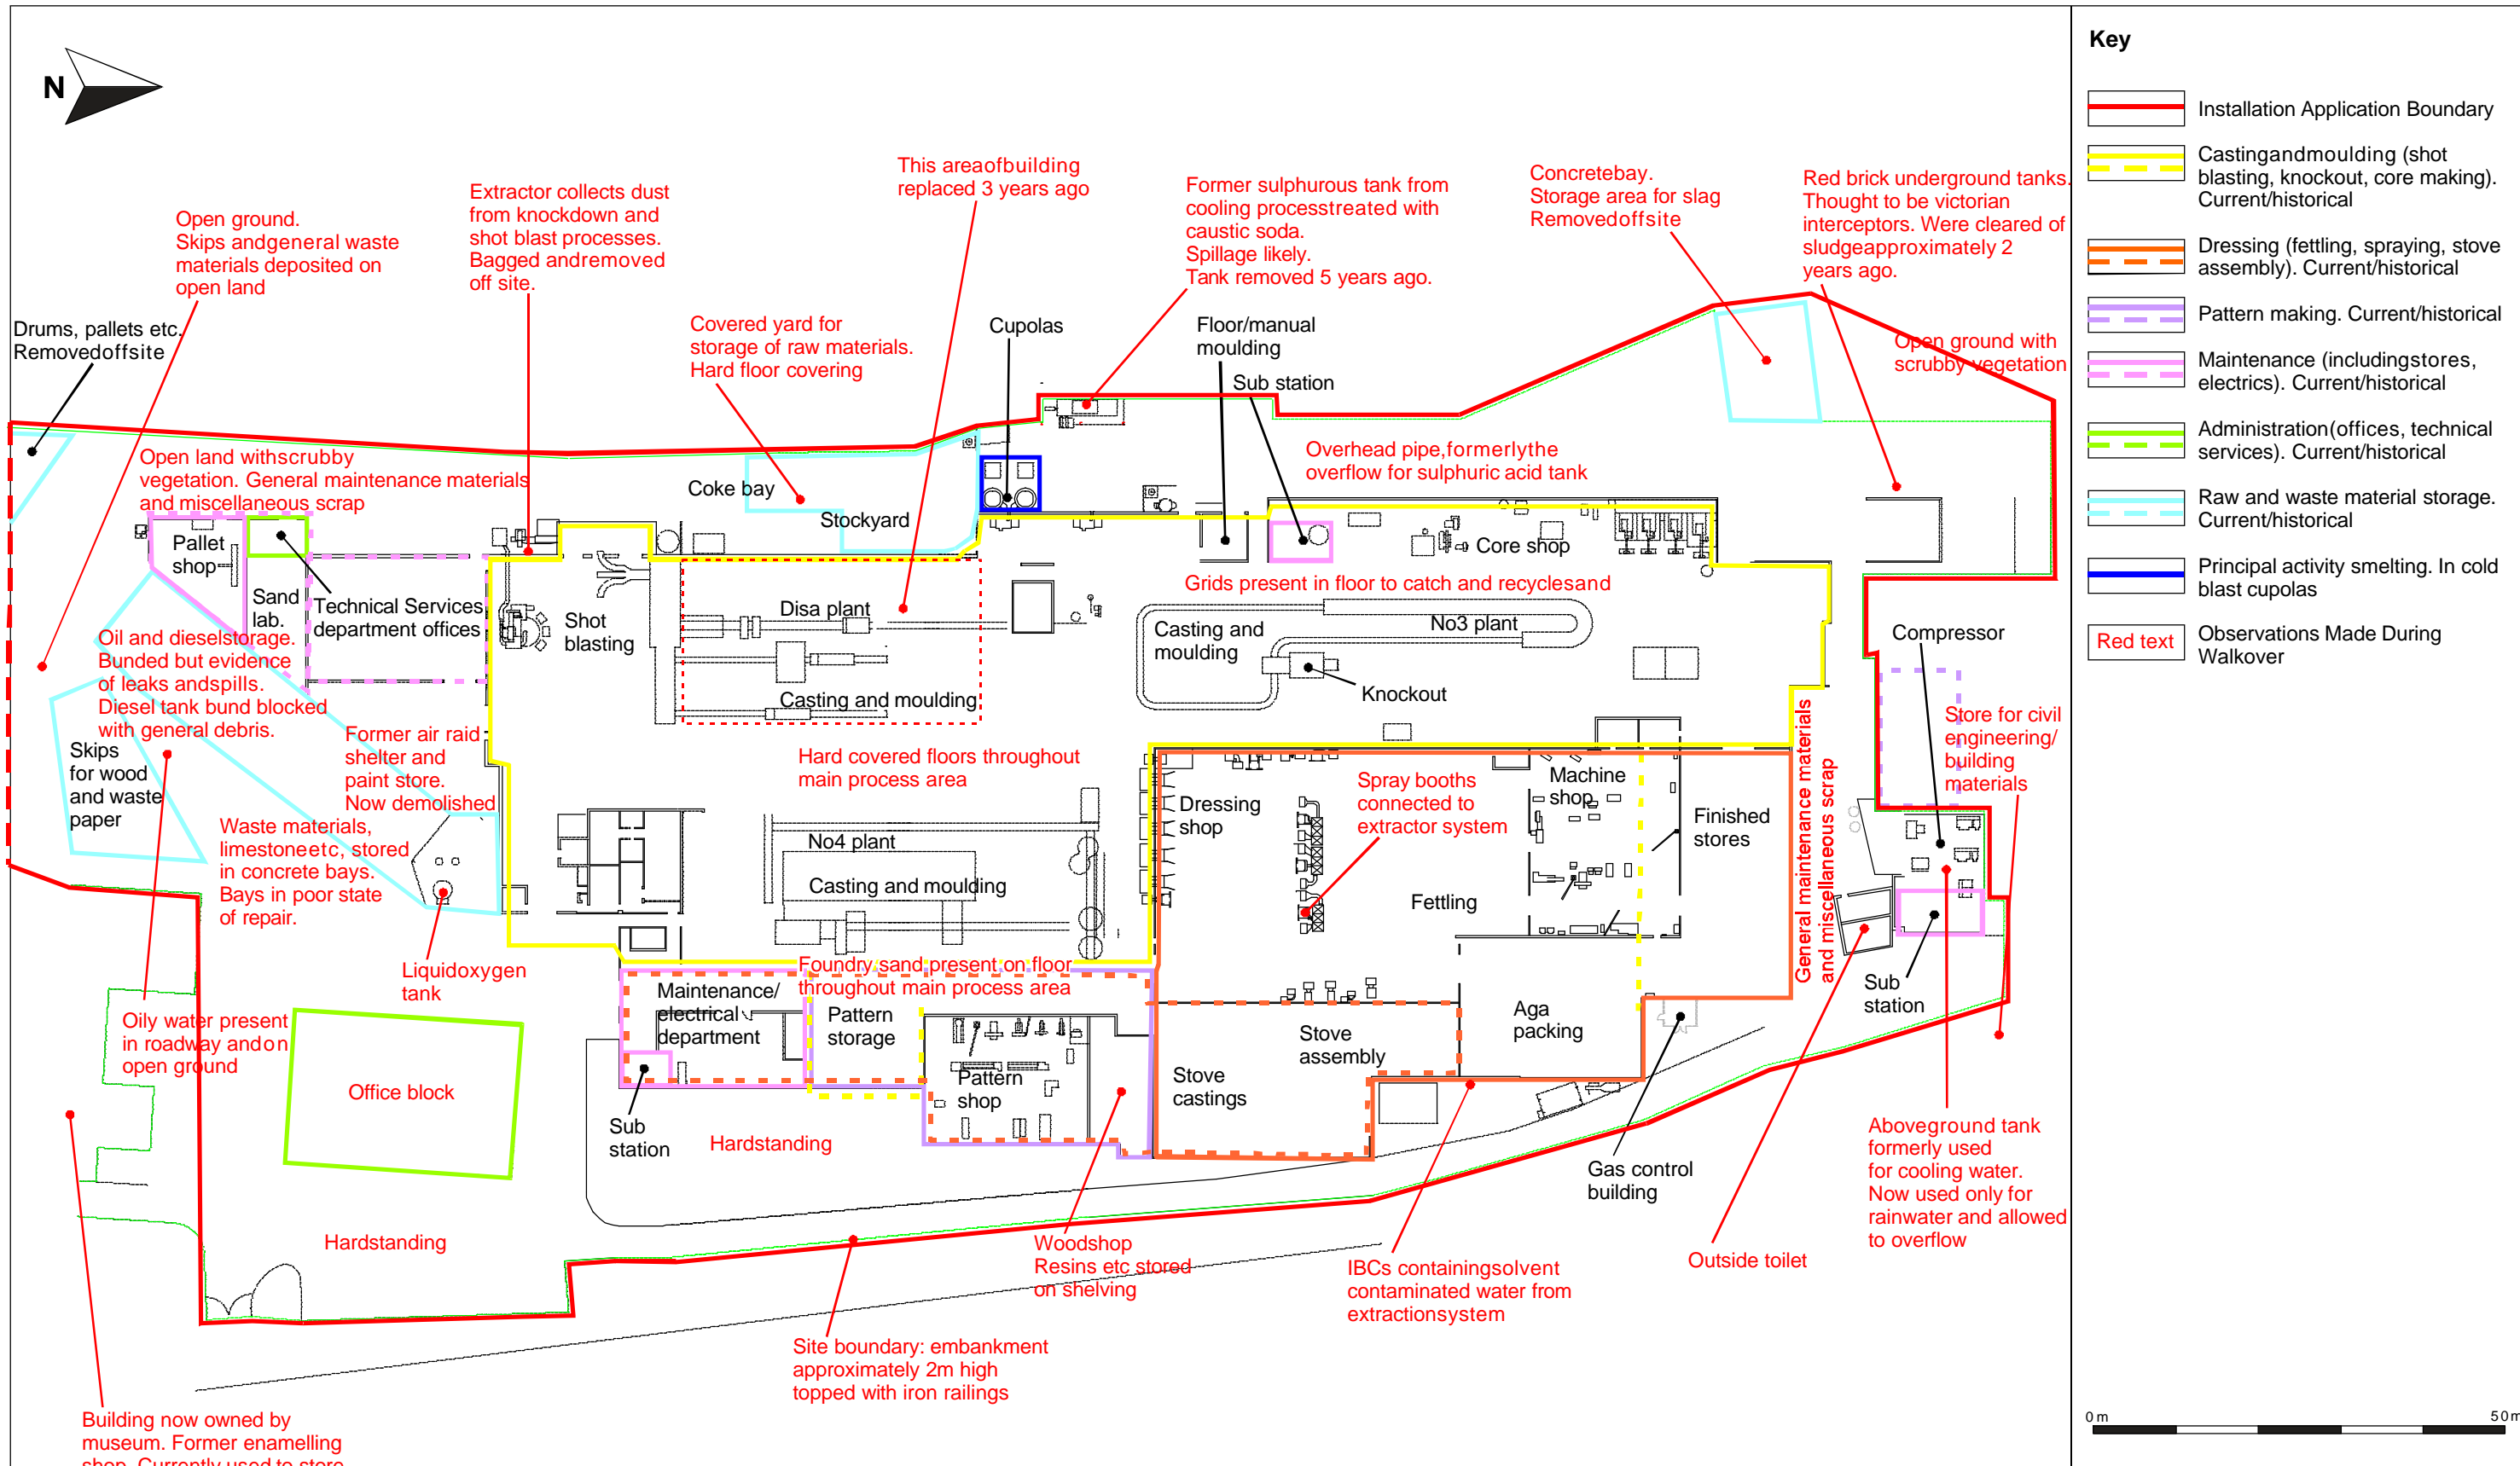 N
Key
Installation Application Boundary
Castingandmoulding (shot
blasting, knockout, core making).
Current/historical
Dressing (fettling, spraying, stove
assembly). Current/historical
Pattern making. Current/historical
Maintenance (includingstores,
electrics). Current/historical
Administration(offices, technical
services). Current/historical
Raw and waste material storage.
Current/historical
Principal activity smelting. In cold
blast cupolas
Red text
Observations Made During
Walkover
0 m
50m
This areaofbuilding
replaced 3 years ago
Extractor collects dust
from knockdown and
shot blast processes.
Bagged andremoved
off site.
Former sulphurous tank from
cooling processtreated with
caustic soda.
Spillage likely.
Tank removed 5 years ago.
Concretebay.
Storage area for slag
Removedoffsite
Red brick underground tanks.
Thought to be victorian
interceptors. Were cleared of
sludgeapproximately 2
years ago.
Open ground.
Skips andgeneral waste
materials deposited on
open land
Drums, pallets etc.
Removedoffsite
Covered yard for
storage of raw materials.
Hard floor covering
Cupolas
Floor/manual
moulding
Sub station
Open ground with
scrubby vegetation
Open land withscrubby
vegetation. General maintenance materials
and miscellaneous scrap
Overhead pipe,formerlythe
overflow for sulphuric acid tank
Coke bay
Stockyard
Pallet
shop
Sand
lab.
Technical Services
department offices
Shot
blasting
Disa plant
Casting and moulding
Core shop
Grids present in floor to catch and recyclesand
Casting and
moulding
No3 plant
Knockout
Compressor
Oil and dieselstorage.
Bunded but evidence
of leaks andspills.
Diesel tank bund blocked
with general debris.
Skips
for wood
and waste
paper
Former air raid
shelter and
paint store.
Now demolished
Hard covered floors throughout
main process area
Waste materials,
limestoneetc, stored
in concrete bays.
Bays in poor state
of repair.
Liquidoxygen
tank
No4 plant
Casting and moulding
Dressing
shop
Spray booths
connected to
extractor system
Machine
shop
Finished
stores
Fettling
General maintenance materials
and miscellaneous scrap
Store for civil
engineering/
building
materials
Sub
station
Foundry sand present on floor
throughout main process area
Maintenance/
electrical
department
Pattern
storage
Pattern
shop
Stove
assembly
Stove
castings
Aga
packing
Oily water present
in roadway andon
open ground
Office block
Sub
station
Hardstanding
Hardstanding
Gas control
building
Aboveground tank
formerly used
for cooling water.
Now used only for
rainwater and allowed
to overflow
Outside toilet
Woodshop
Resins etc stored
on shelving
IBCs containingsolvent
contaminated water from
extractionsystem
Site boundary: embankment
approximately 2m high
topped with iron railings
Building now owned by
museum. Former enamelling
shop. Currently used to store